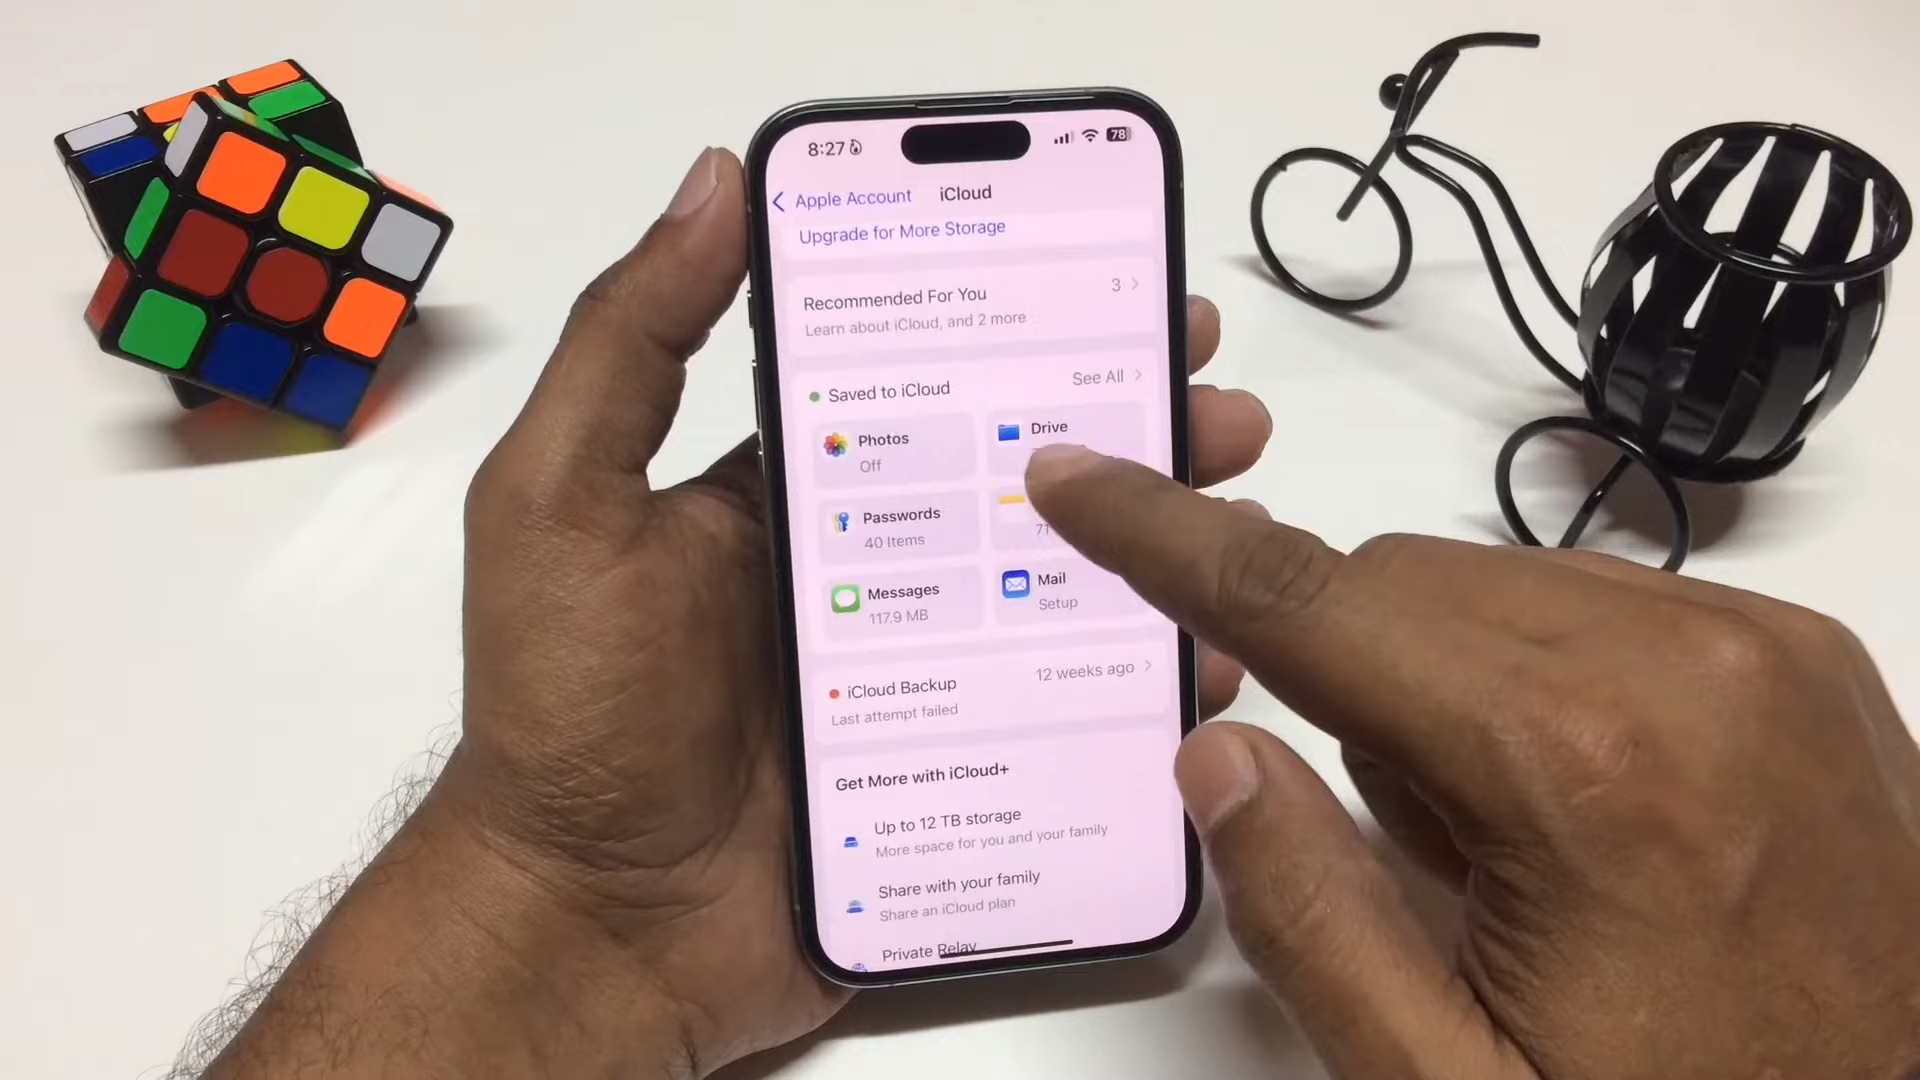 8:27
78
Apple Account
iCloud
Upgrade for More Storage
Recommended For You
3
Learn about iCloud, and 2 more
Saved to iCloud
See All
Photos
Off
Drive
Passwords
40 Items
71
Messages
117.9 MB
Mail
Setup
iCloud Backup
12 weeks ago
Last attempt failed
Get More with iCloud+
Up to 12 TB storage
More space for you and your family
Share with your family
Share an iCloud plan
Private Relay